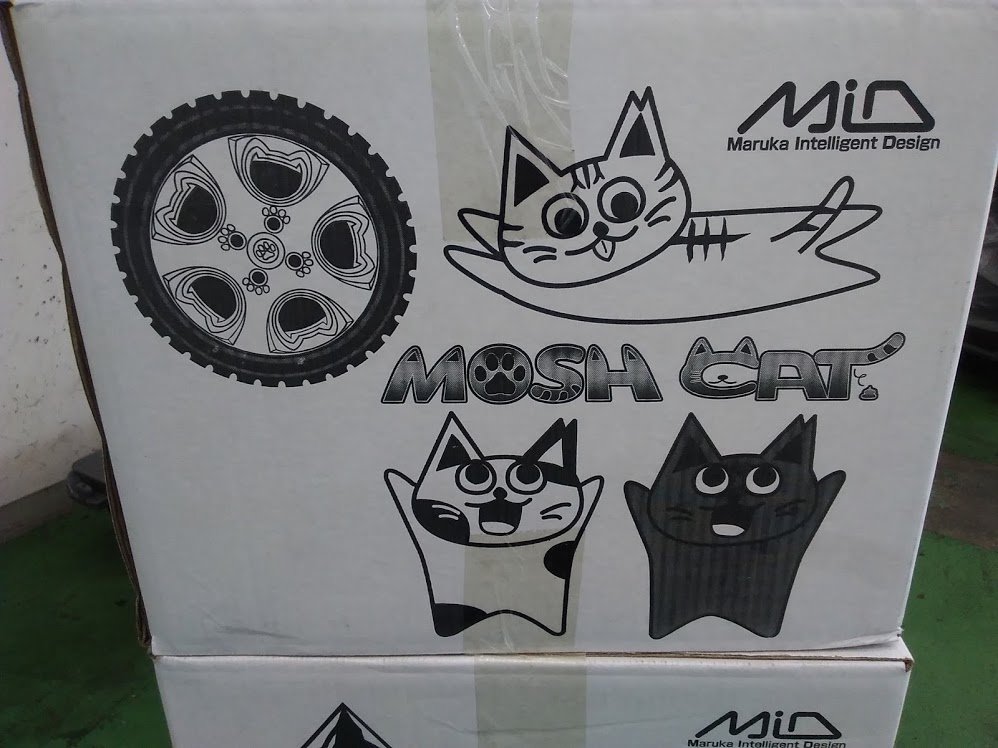 MiD
Maruka Intelligent Design
MOSH CAT
MiD
Maruka Intelligent Design